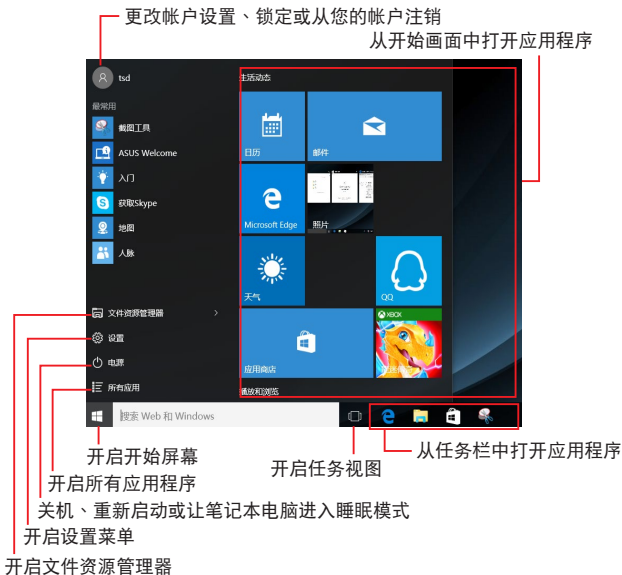 更改帐户设置、锁定或从您的帐户注销
从开始画面中打开应用程序
tsd
生活动态
最常用
截图工具
ASUS Welcome
入门
获取Skype
地图
人脉
日历
邮件
Microsoft Edge
照片
天气
QQ
XBOX
应用商店
播放和浏览
文件资源管理器
设置
电源
所有应用
搜索 Web 和 Windows
开启开始屏幕
开启任务视图
从任务栏中打开应用程序
开启所有应用程序
关机、重新启动或让笔记本电脑进入睡眠模式
开启设置菜单
开启文件资源管理器